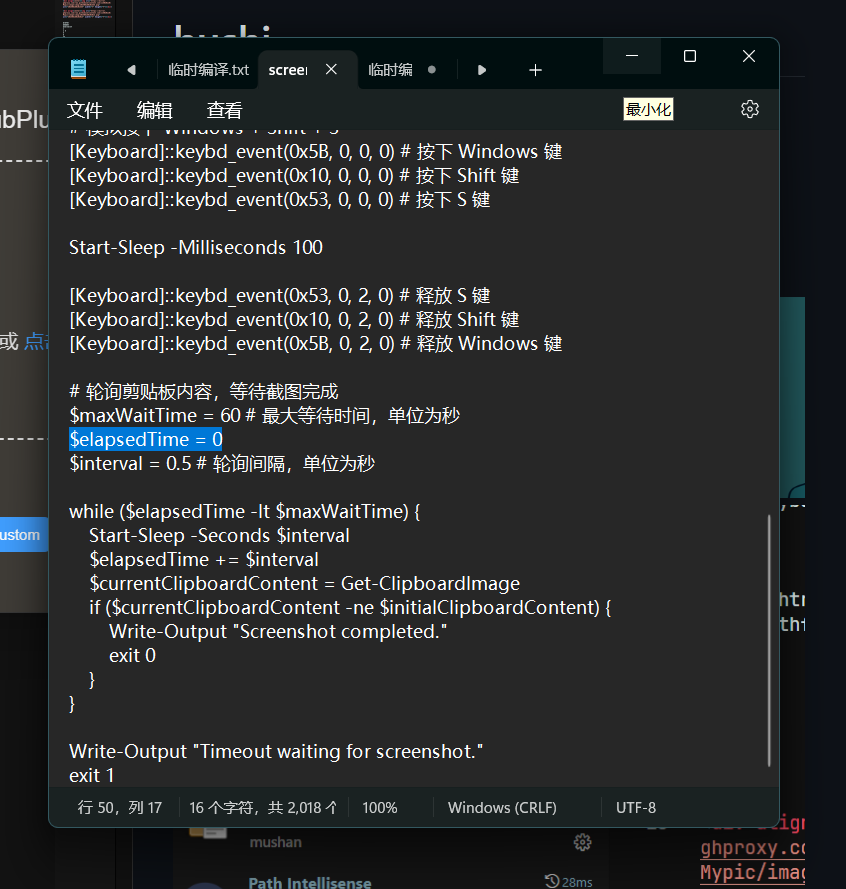 bushi
临时编译.txt
screer
临时编
文件
编辑
查看
最小化
# 模拟按下 Windows + Shift + S
[Keyboard]::keybd_event(0x5B, 0, 0, 0) # 按下 Windows 键
[Keyboard]::keybd_event(0x10, 0, 0, 0) # 按下 Shift 键
[Keyboard]::keybd_event(0x53, 0, 0, 0) # 按下 S 键
Start-Sleep -Milliseconds 100
[Keyboard]::keybd_event(0x53, 0, 2, 0) # 释放 S 键
[Keyboard]::keybd_event(0x10, 0, 2, 0) # 释放 Shift 键
[Keyboard]::keybd_event(0x5B, 0, 2, 0) # 释放 Windows 键
# 轮询剪贴板内容，等待截图完成
$maxWaitTime = 60 # 最大等待时间，单位为秒
$elapsedTime = 0
$interval = 0.5 # 轮询间隔，单位为秒
while ($elapsedTime -lt $maxWaitTime) {
Start-Sleep -Seconds $interval
$elapsedTime += $interval
$currentClipboardContent = Get-ClipboardImage
if ($currentClipboardContent -ne $initialClipboardContent) {
Write-Output "Screenshot completed."
exit 0
}
}
Write-Output "Timeout waiting for screenshot."
exit 1
行 50，列 17
16 个字符，共 2,018 个
100%
Windows (CRLF)
UTF-8
ubPlu
或 点击
ustom
mushan
Path Intellisense
28ms
ghproxy.co
Mypic/imag